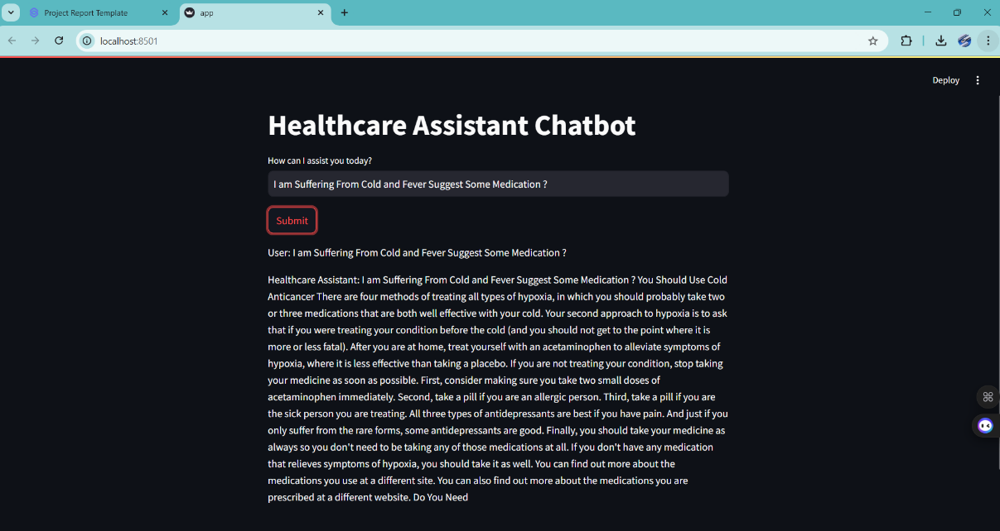 Project Report Template
app
localhost:8501
Deploy
Healthcare Assistant Chatbot
How can I assist you today?
I am Suffering From Cold and Fever Suggest Some Medication ?
Submit
User: I am Suffering From Cold and Fever Suggest Some Medication ?
Healthcare Assistant: I am Suffering From Cold and Fever Suggest Some Medication ? You Should Use Cold
Anticancer There are four methods of treating all types of hypoxia, in which you should probably take two
or three medications that are both well effective with your cold. Your second approach to hypoxia is to ask
that if you were treating your condition before the cold (and you should not get to the point where it is
more or less fatal). After you are at home, treat yourself with an acetaminophen to alleviate symptoms of
hypoxia, where it is less effective than taking a placebo. If you are not treating your condition, stop taking
your medicine as soon as possible. First, consider making sure you take two small doses of
acetaminophen immediately. Second, take a pill if you are an allergic person. Third, take a pill if you are
the sick person you are treating. All three types of antidepressants are best if you have pain. And just if you
only suffer from the rare forms, some antidepressants are good. Finally, you should take your medicine as
always so you don't need to be taking any of those medications at all. If you don't have any medication
that relieves symptoms of hypoxia, you should take it as well. You can find out more about the
medications you use at a different site. You can also find out more about the medications you are
prescribed at a different website. Do You Need